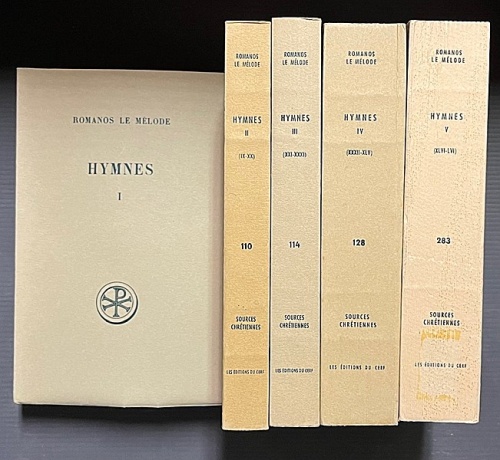 ROMANOS LE MÉLODE
HYMNES
I
ROMANOS
LE MÉLODE
HYMNES
II
(IX-XX)
110
SOURCES
CHRÉTIENNES
LES ÉDITIONS DU CERF
ROMANOS
LE MÉLODE
HYMNES
III
(XXI-XXXI)
114
SOURCES
CHRÉTIENNES
LES ÉDITIONS DU CERF
ROMANOS
LE MÉLODE
HYMNES
IV
(XXXII-XLV)
128
SOURCES
CHRÉTIENNES
LES ÉDITIONS DU CERF
ROMANOS
LE MÉLODE
HYMNES
V
(XLVI-LVI)
283
SOURCES
CHRÉTIENNES
LES ÉDITIONS DU CERF